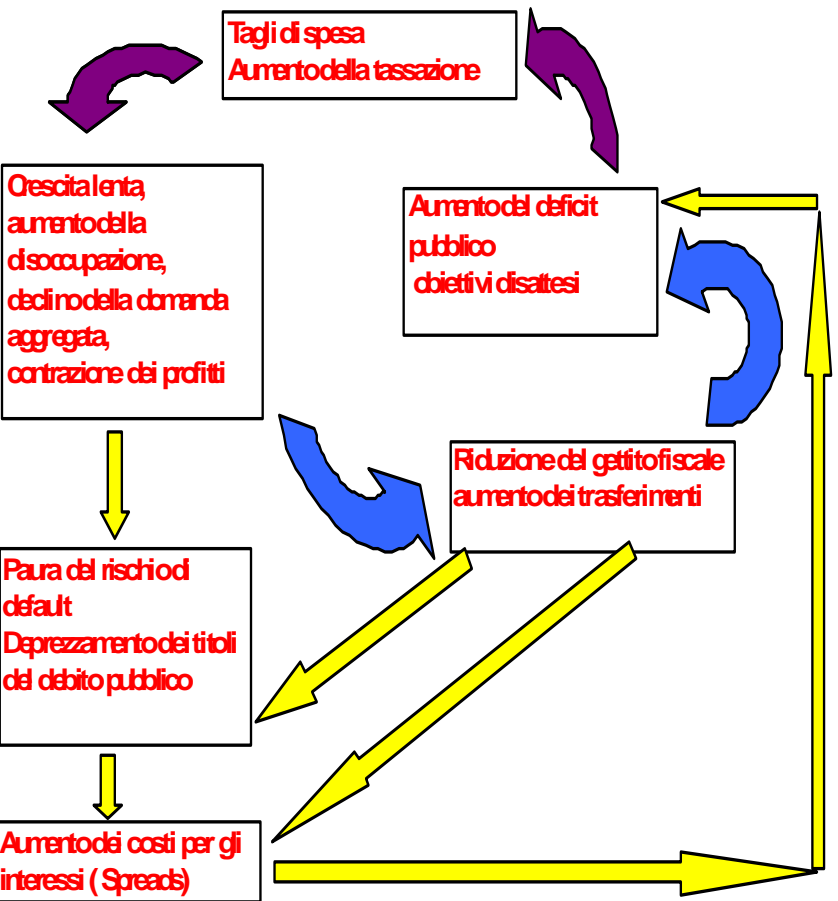 Tagli di spesa
Aumento della tassazione
Crescita lenta,
aumento della
disoccupazione,
declino della domanda
aggregata,
contrazione dei profitti
Aumento del deficit
pubblico
obiettivi disattesi
Riduzione del gettito fiscale
aumento dei trasferimenti
Paura del rischio di
default
Deprezzamento dei titoli
del debito pubblico
Aumento dei costi per gli
interessi ( Spreads)